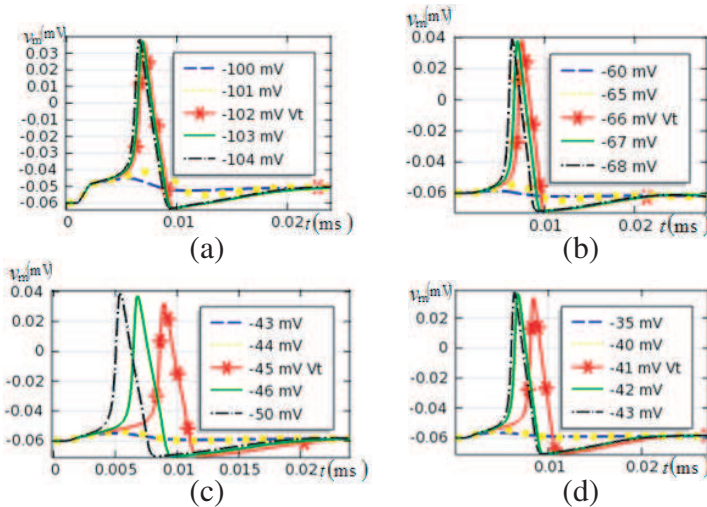 v_m(mV)
0.03
0.02
0.01
0.00
-0.01
-0.02
-0.03
-0.04
-0.05
-0.06
0
0.01
0.02 t(ms)
-100 mV
-101 mV
-102 mV Vt
-103 mV
-104 mV
(a)
v_m(mV)
0.04
0.02
0
-0.02
-0.04
-0.06
0.01
0.02 t(ms)
-60 mV
-65 mV
-66 mV Vt
-67 mV
-68 mV
(b)
v_m(mV)
0.04
0.02
0
-0.02
-0.04
-0.06
0
0.005
0.01
0.015
0.02 t(ms)
-43 mV
-44 mV
-45 mV Vt
-46 mV
-50 mV
(c)
v_m(mV)
0.02
0
-0.02
-0.04
-0.06
0.01
0.02 t(ms)
-35 mV
-40 mV
-41 mV Vt
-42 mV
-43 mV
(d)